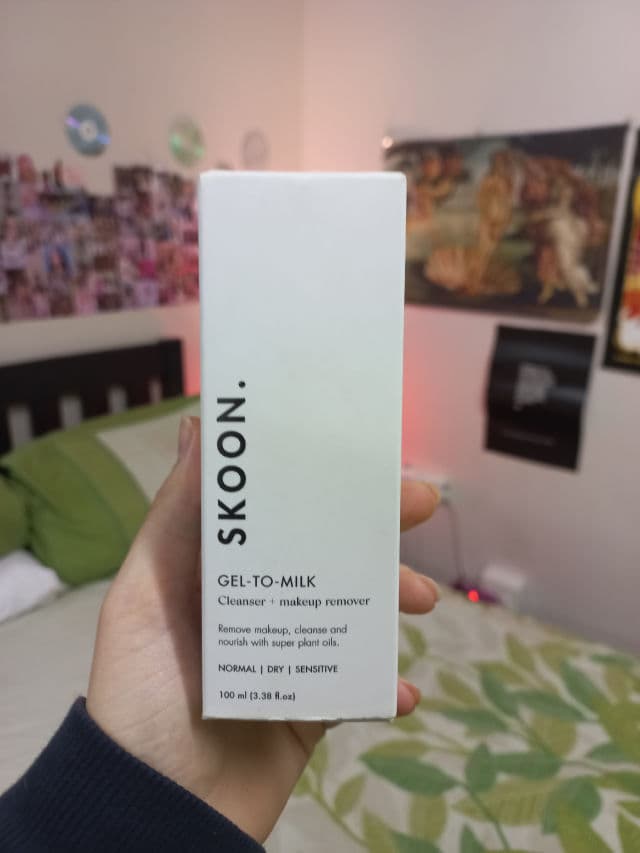 SKOON.
GEL-TO-MILK
Cleanser + makeup remover
Remove makeup, cleanse and
nourish with super plant oils.
NORMAL | DRY | SENSITIVE
100 ml (3.38 fl.oz)